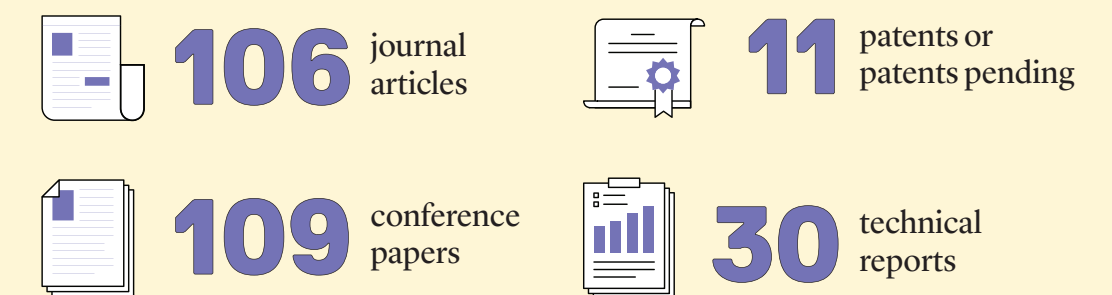 106 journal
articles
11 patents or
patents pending
109 conference
papers
30 technical
reports